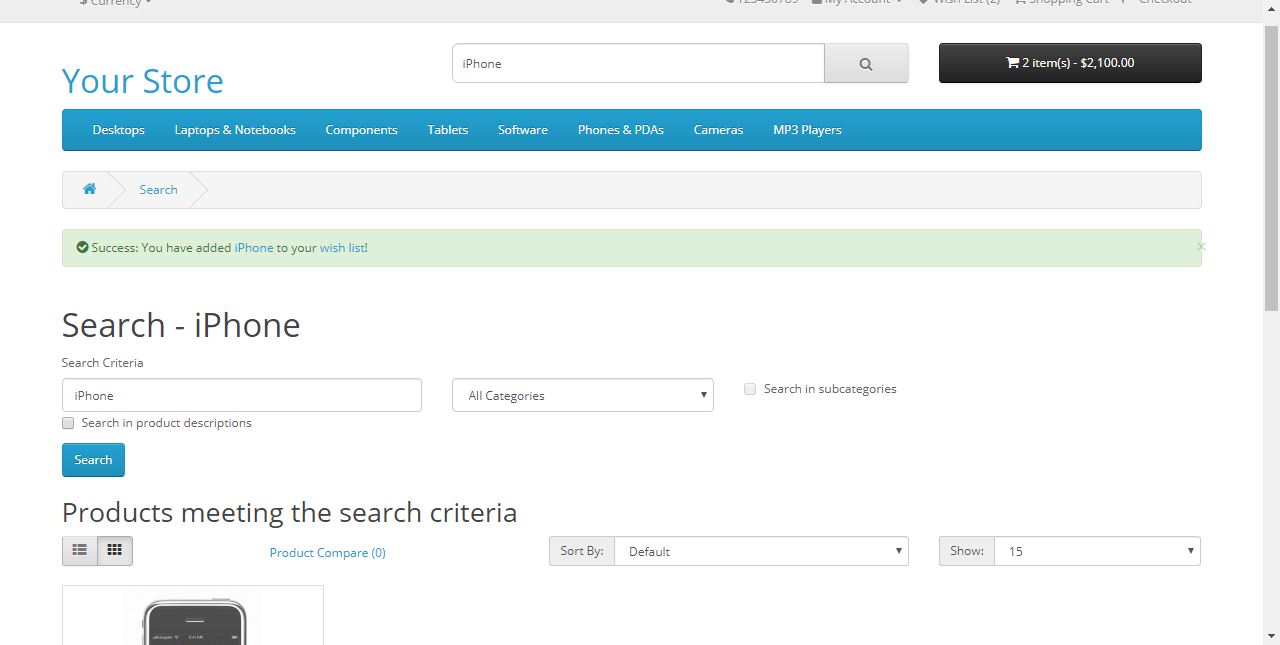 Currency
123456789 My Account Wish List (2) Shopping Cart Checkout
iPhone
2 item(s) - $2,100.00
Your Store
Desktops Laptops & Notebooks Components Tablets Software Phones & PDAs Cameras MP3 Players
Search
Success: You have added iPhone to your wish list!
×
Search - iPhone
Search Criteria
iPhone All Categories Search in subcategories
Search in product descriptions
Search
Products meeting the search criteria
Product Compare (0) Sort By: Default Show: 15